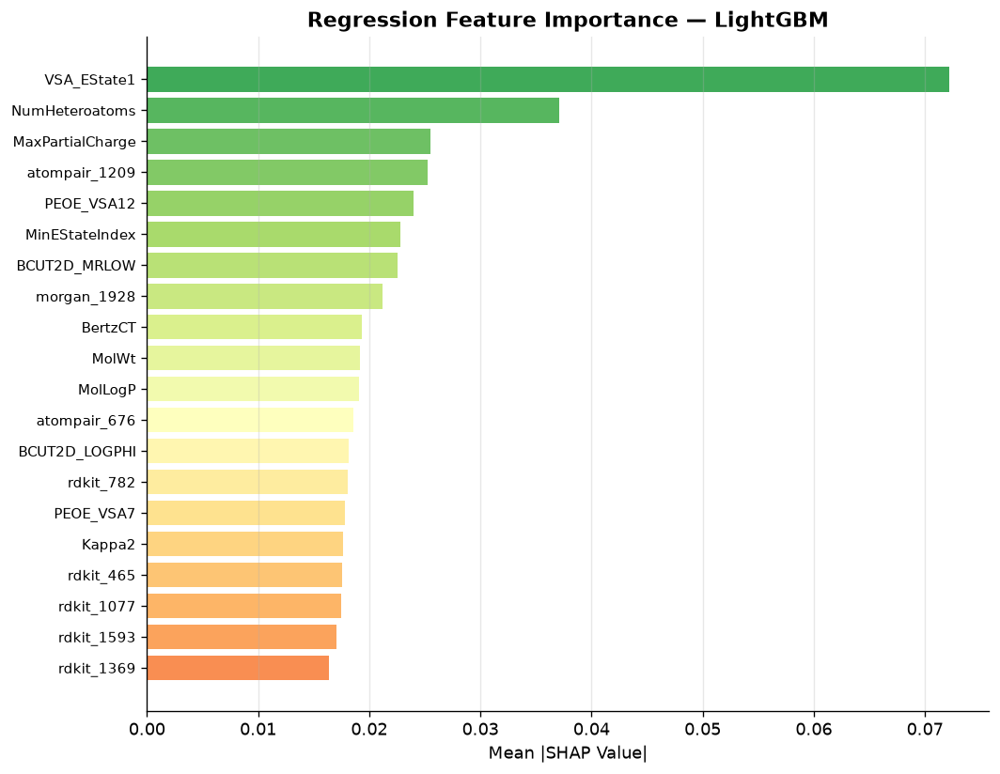 Regression Feature Importance — LightGBM
VSA_EState1
NumHeteroatoms
MaxPartialCharge
atompair_1209
PEOE_VSA12
MinEStateIndex
BCUT2D_MRLOW
morgan_1928
BertzCT
MolWt
MolLogP
atompair_676
BCUT2D_LOGPHI
rdkit_782
PEOE_VSA7
Kappa2
rdkit_465
rdkit_1077
rdkit_1593
rdkit_1369
0.00 0.01 0.02 0.03 0.04 0.05 0.06 0.07
Mean |SHAP Value|